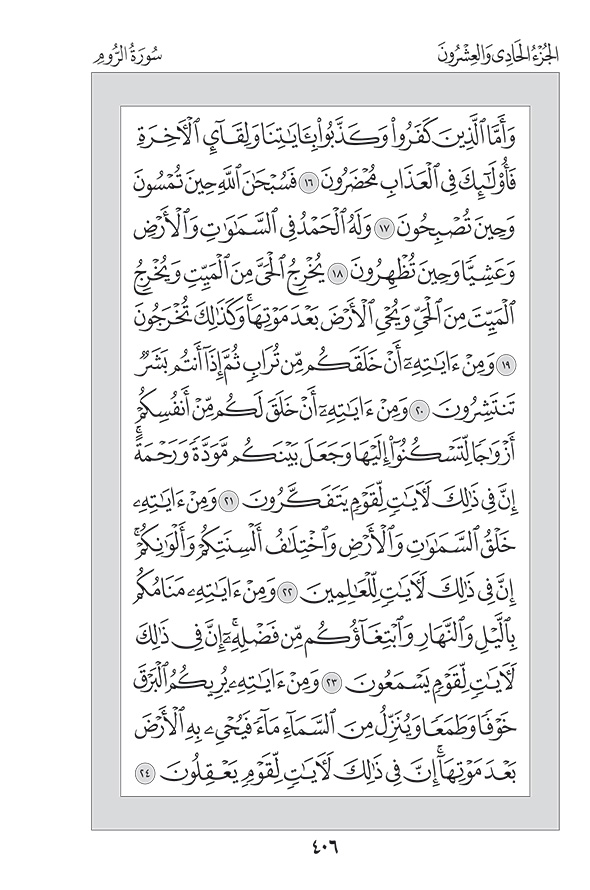 الجُزْءُ الحَادِي وَالعِشْرُونَ
سُورَةُ الرُّومِ
وَأَمَّا ٱلَّذِينَ كَفَرُواْ وَكَذَّبُواْ بِـَٔايَٰتِنَا وَلِقَآيِٕ ٱلْأٓخِرَةِ
فَأُوْلَٰٓئِكَ فِى ٱلْعَذَابِ مُحْضَرُونَ ١٦ فَسُبْحَٰنَ ٱللَّهِ حِينَ تُمْسُونَ
وَحِينَ تُصْبِحُونَ ١٧ وَلَهُ ٱلْحَمْدُ فِى ٱلسَّمَٰوَٰتِ وَٱلْأَرْضِ
وَعَشِيًّا وَحِينَ تُظْهِرُونَ ١٨ يُخْرِجُ ٱلْحَىَّ مِنَ ٱلْمَيِّتِ وَيُخْرِجُ
ٱلْمَيِّتَ مِنَ ٱلْحَىِّ وَيُحْىِ ٱلْأَرْضَ بَعْدَ مَوْتِهَا ۚ وَكَذَٰلِكَ تُخْرَجُونَ
١٩ وَمِنْ ءَايَٰتِهِۦٓ أَنْ خَلَقَكُم مِّن تُرَابٍ ثُمَّ إِذَآ أَنتُم بَشَرٌ
تَنتَشِرُونَ ٢٠ وَمِنْ ءَايَٰتِهِۦٓ أَنْ خَلَقَ لَكُم مِّنْ أَنفُسِكُمْ
أَزْوَٰجًا لِّتَسْكُنُوٓاْ إِلَيْهَا وَجَعَلَ بَيْنَكُم مَّوَدَّةً وَرَحْمَةً ۚ
إِنَّ فِى ذَٰلِكَ لَأٓيَٰتٍ لِّقَوْمٍ يَتَفَكَّرُونَ ٢١ وَمِنْ ءَايَٰتِهِۦ
خَلْقُ ٱلسَّمَٰوَٰتِ وَٱلْأَرْضِ وَٱخْتِلَٰفُ أَلْسِنَتِكُمْ وَأَلْوَٰنِكُمْ ۚ
إِنَّ فِى ذَٰلِكَ لَأٓيَٰتٍ لِّلْعَٰلِمِينَ ٢٢ وَمِنْ ءَايَٰتِهِۦ مَنَامُكُم
بِٱلَّيْلِ وَٱلنَّهَارِ وَٱبْتِغَآؤُكُم مِّن فَضْلِهِۦٓ ۚ إِنَّ فِى ذَٰلِكَ
لَأٓيَٰتٍ لِّقَوْمٍ يَسْمَعُونَ ٢٣ وَمِنْ ءَايَٰتِهِۦ يُرِيكُمُ ٱلْبَرْقَ
خَوْفًا وَطَمَعًا وَيُنَزِّلُ مِنَ ٱلسَّمَآءِ مَآءً فَيُحْىِۦ بِهِ ٱلْأَرْضَ
بَعْدَ مَوْتِهَآ ۚ إِنَّ فِى ذَٰلِكَ لَأٓيَٰتٍ لِّقَوْمٍ يَعْقِلُونَ ٢٤
٤٠٦